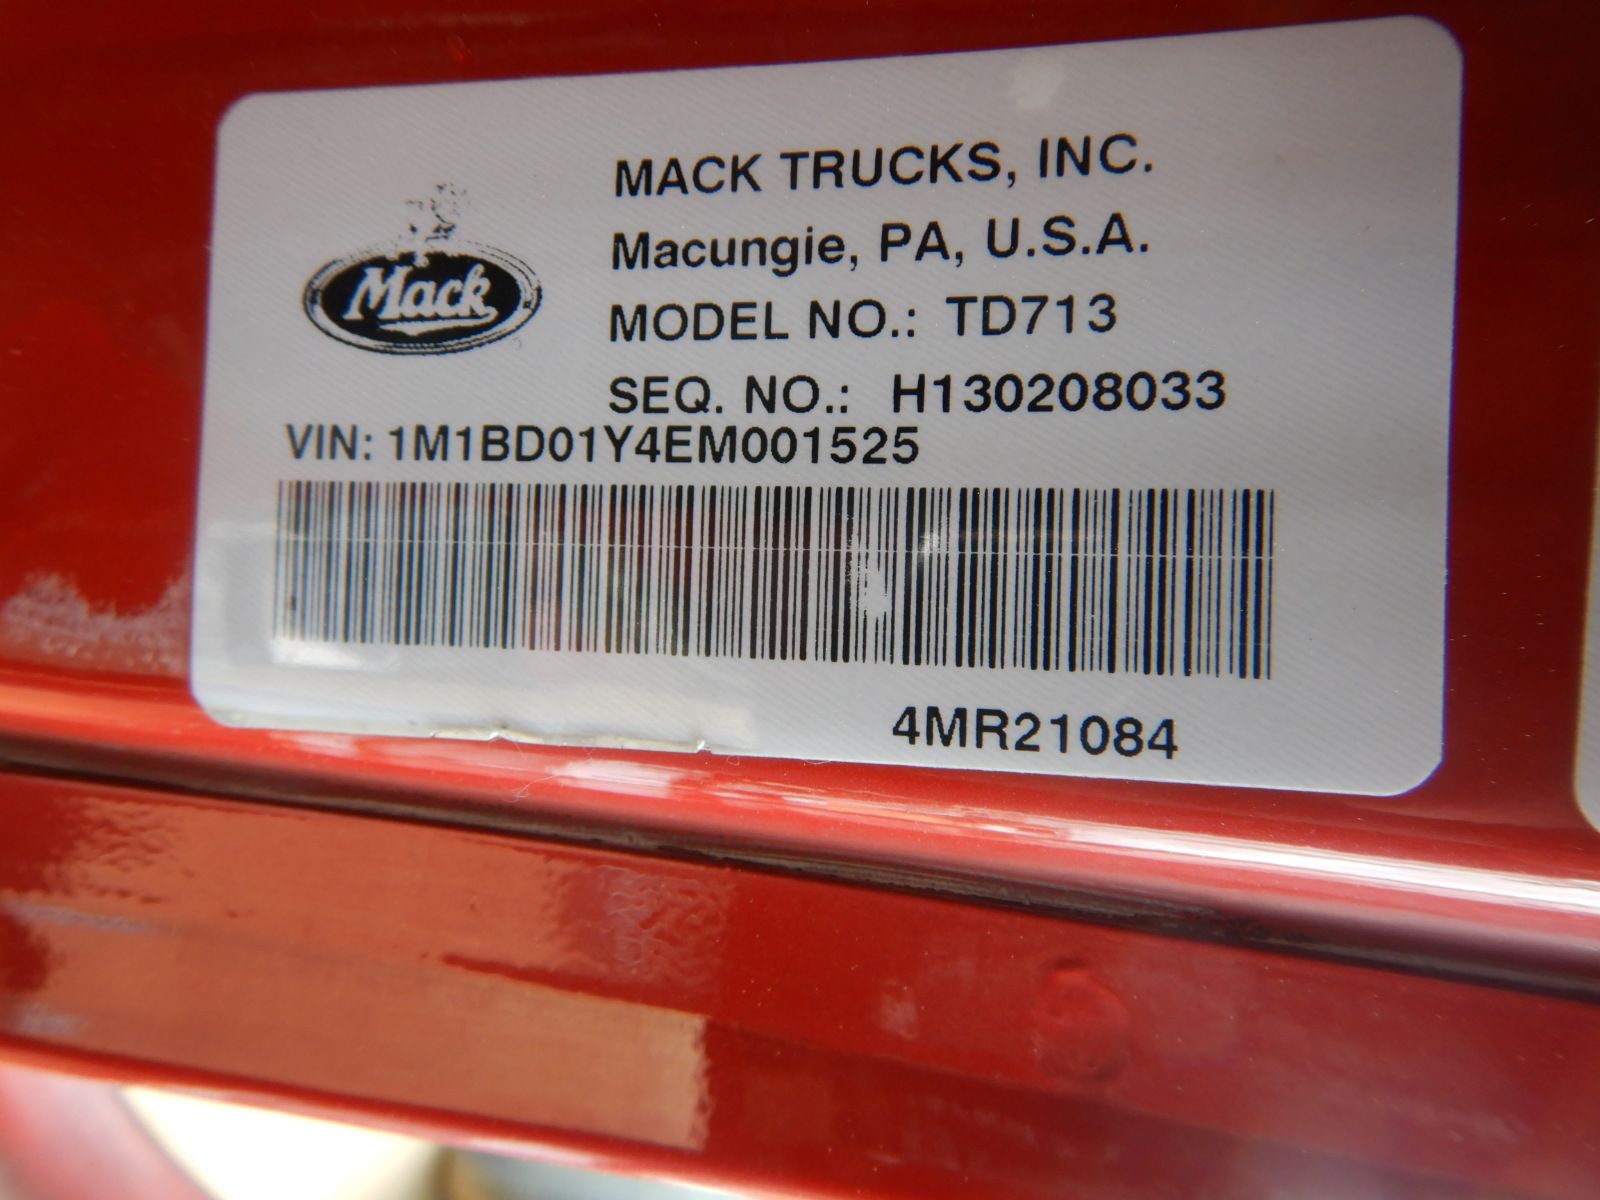 MACK TRUCKS, INC.
Macungie, PA, U.S.A.
Mack
MODEL NO.: TD713
SEQ. NO.: H130208033
VIN: 1M1BD01Y4EM001525
4MR21084